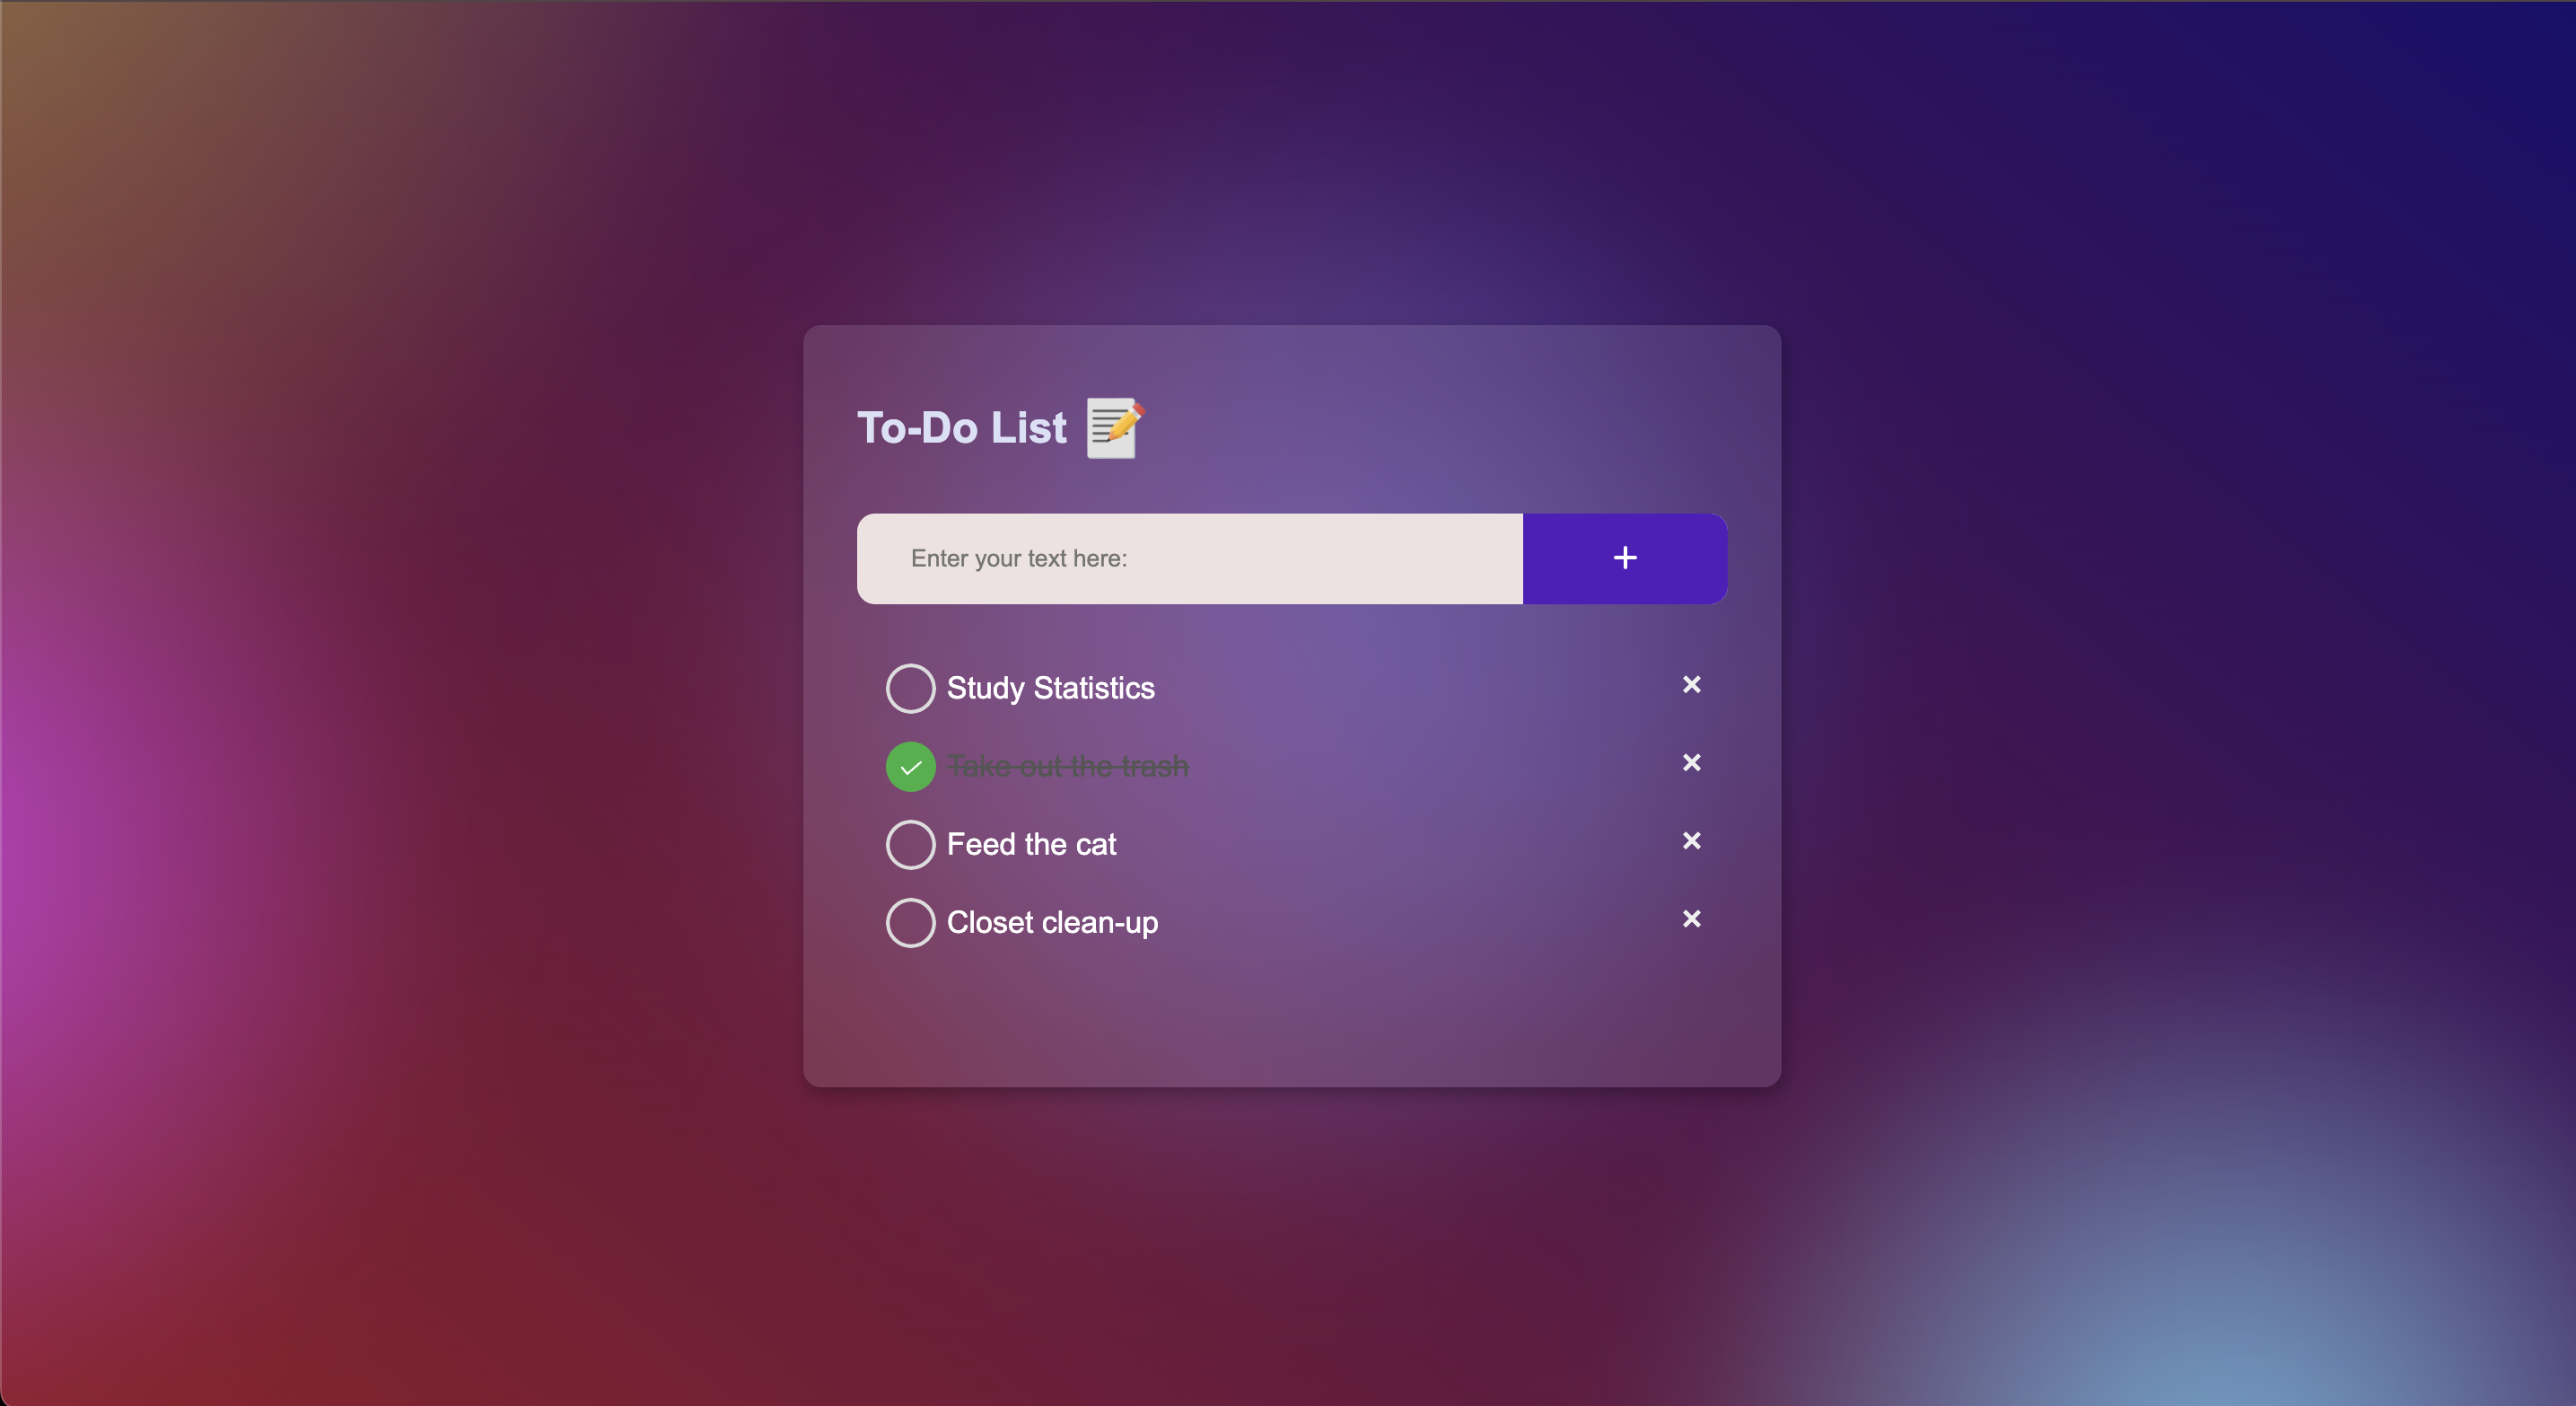 To-Do List
Enter your text here:
Study Statistics
Take out the trash
Feed the cat
Closet clean-up